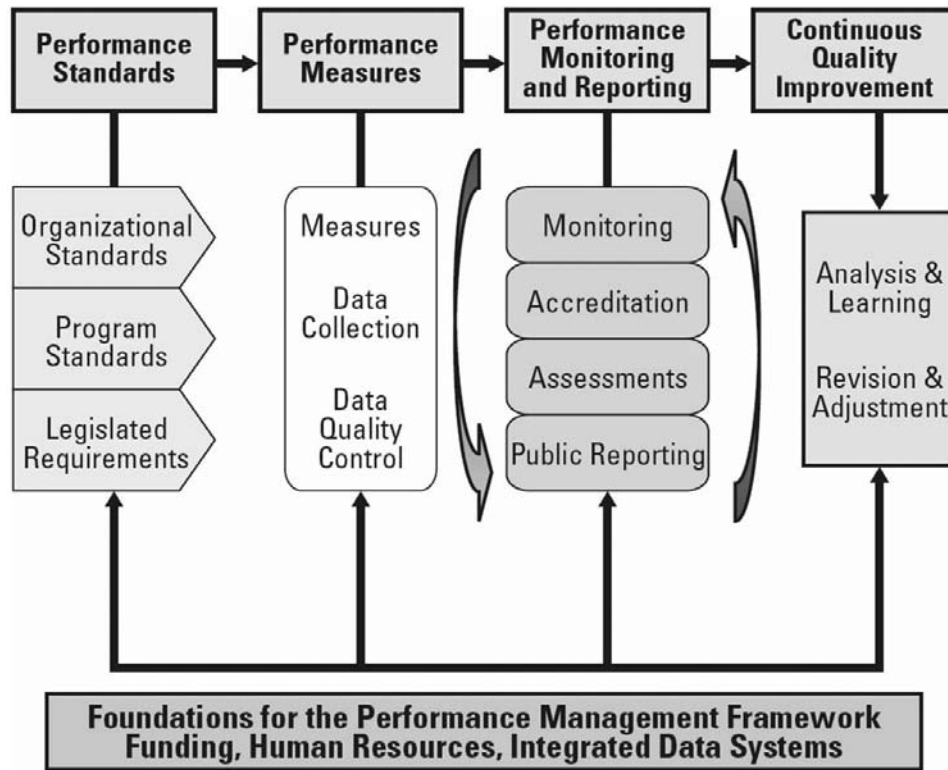 Performance
Standards
Performance
Measures
Performance
Monitoring
and Reporting
Continuous
Quality
Improvement
Organizational
Standards
Program
Standards
Legislated
Requirements
Measures
Data
Collection
Data
Quality
Control
Monitoring
Accreditation
Assessments
Public Reporting
Analysis &
Learning
Revision &
Adjustment
Foundations for the Performance Management Framework
Funding, Human Resources, Integrated Data Systems